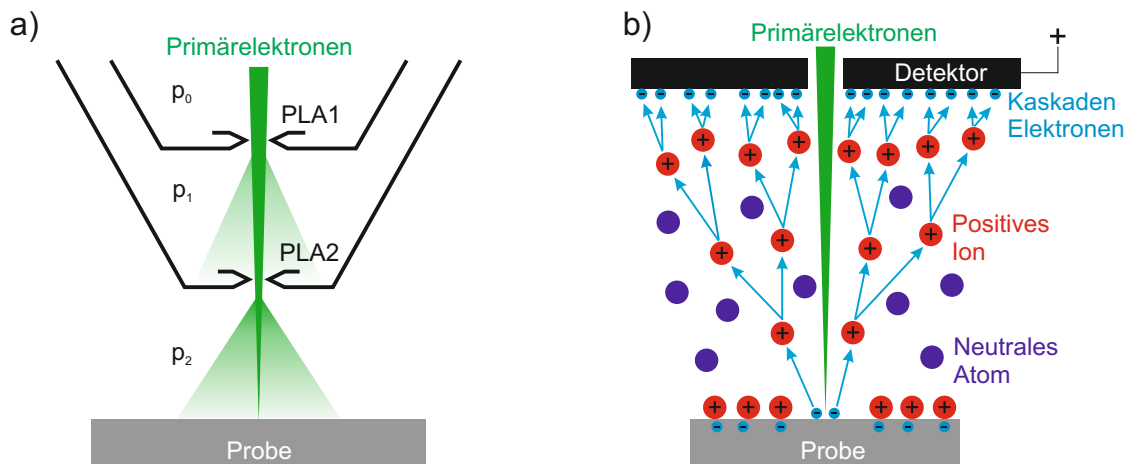 a)
Primärelektronen
p₀
PLA1
p₁
PLA2
p₂
Probe
b)
Primärelektronen
+
Detektor
Kaskaden
Elektronen
Positives
Ion
Neutrales
Atom
Probe